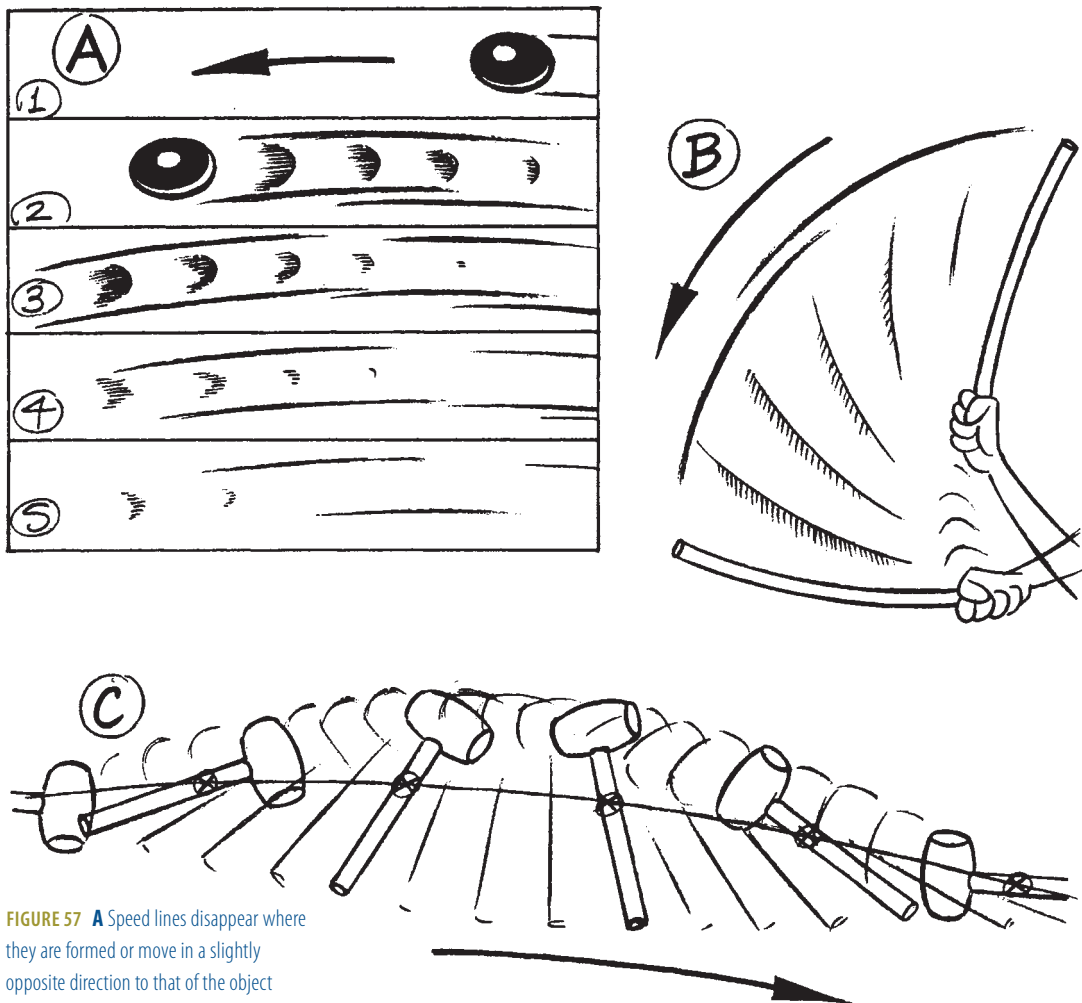 A
1
2
3
4
5
B
C
FIGURE 57 A Speed lines disappear where
they are formed or move in a slightly
opposite direction to that of the object